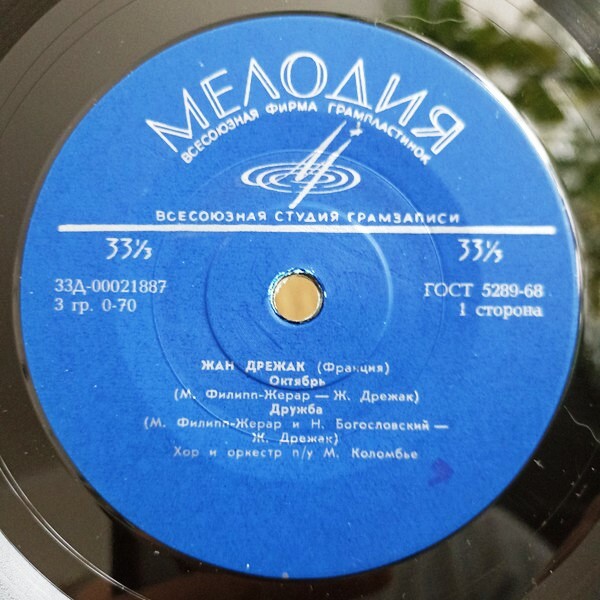 МЕЛОДИЯ
ВСЕСОЮЗНАЯ ФИРМА ГРАМПЛАСТИНОК
ВСЕСОЮЗНАЯ СТУДИЯ ГРАМЗАПИСИ
33⅓ 33⅓
33Д-00021887 ГОСТ 5289-68
3 гр. 0-70 1 сторона
ЖАН ДРЕЖАК (Франция)
Октябрь
(М. Филипп-Жерар — Ж. Дрежак)
Дружба
(М. Филипп-Жерар и Н. Богословский —
Ж. Дрежак)
Хор и оркестр п/у М. Коломбье